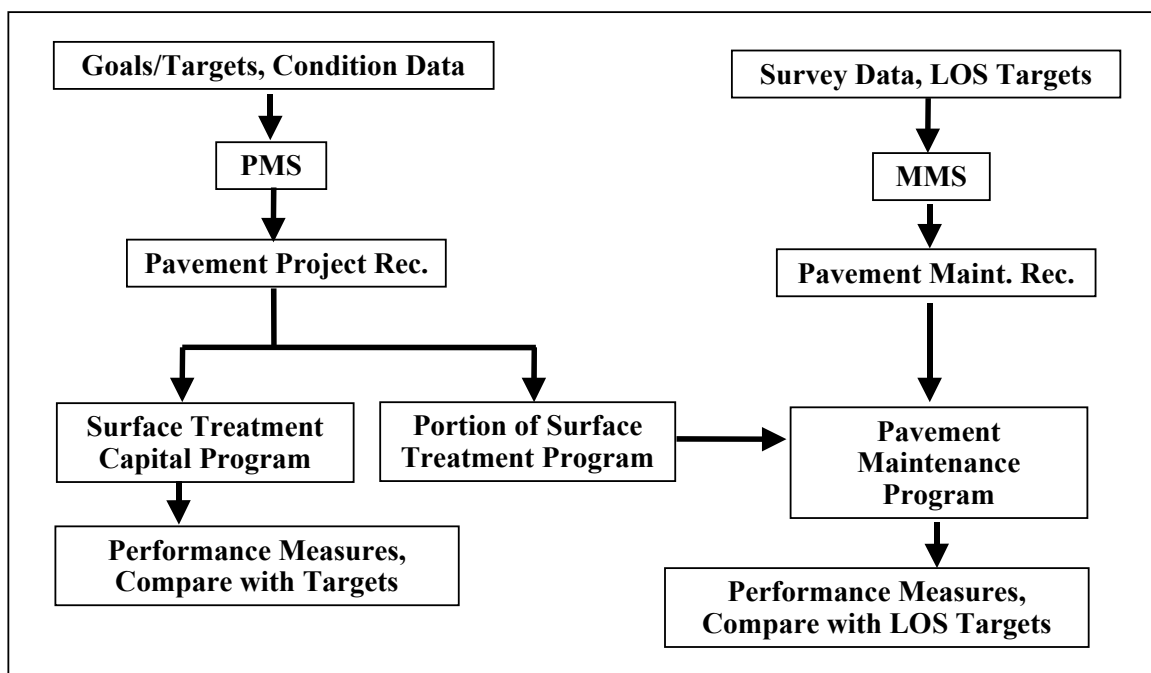 Goals/Targets, Condition Data
Survey Data, LOS Targets
PMS
MMS
Pavement Project Rec.
Pavement Maint. Rec.
Surface Treatment
Capital Program
Portion of Surface
Treatment Program
Pavement
Maintenance
Program
Performance Measures,
Compare with Targets
Performance Measures,
Compare with LOS Targets